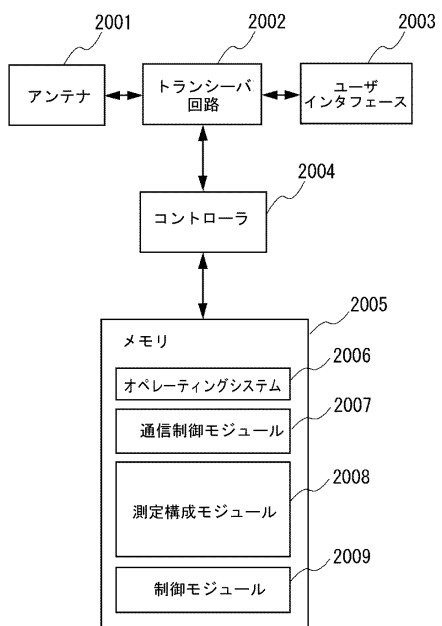 2001
2002
2003
アンテナ
トランシーバ
回路
ユーザ
インタフェース
2004
コントローラ
2005
メモリ
2006
オペレーティングシステム
2007
通信制御モジュール
2008
測定構成モジュール
2009
制御モジュール